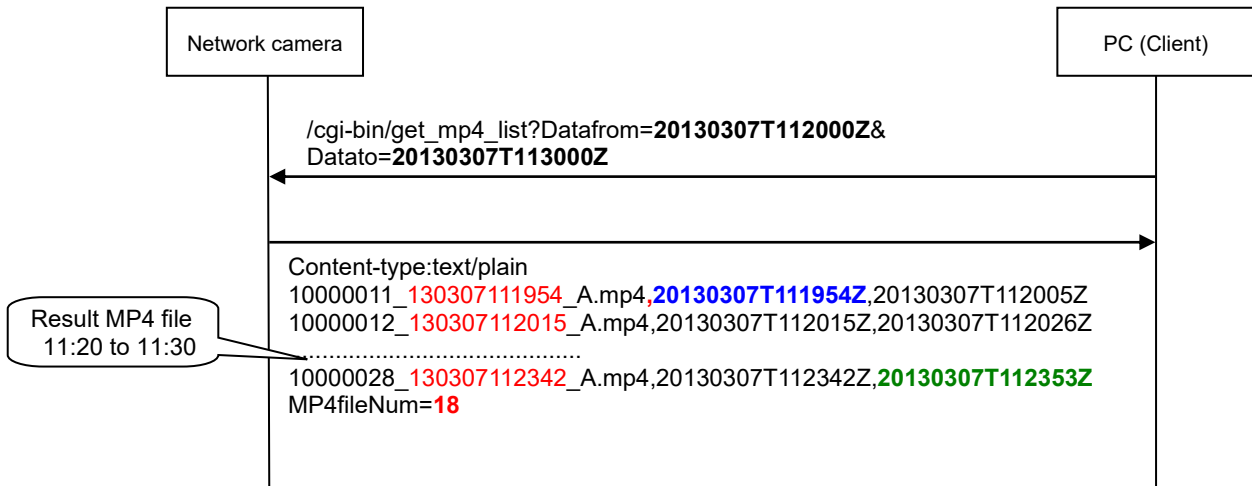 Network camera
PC (Client)
/cgi-bin/get_mp4_list?Datafrom=20130307T112000Z&
Datato=20130307T113000Z
Content-type:text/plain
10000011_130307111954_A.mp4,20130307T111954Z,20130307T112005Z
10000012_130307112015_A.mp4,20130307T112015Z,20130307T112026Z
Result MP4 file
11:20 to 11:30
..........................................
10000028_130307112342_A.mp4,20130307T112342Z,20130307T112353Z
MP4fileNum=18